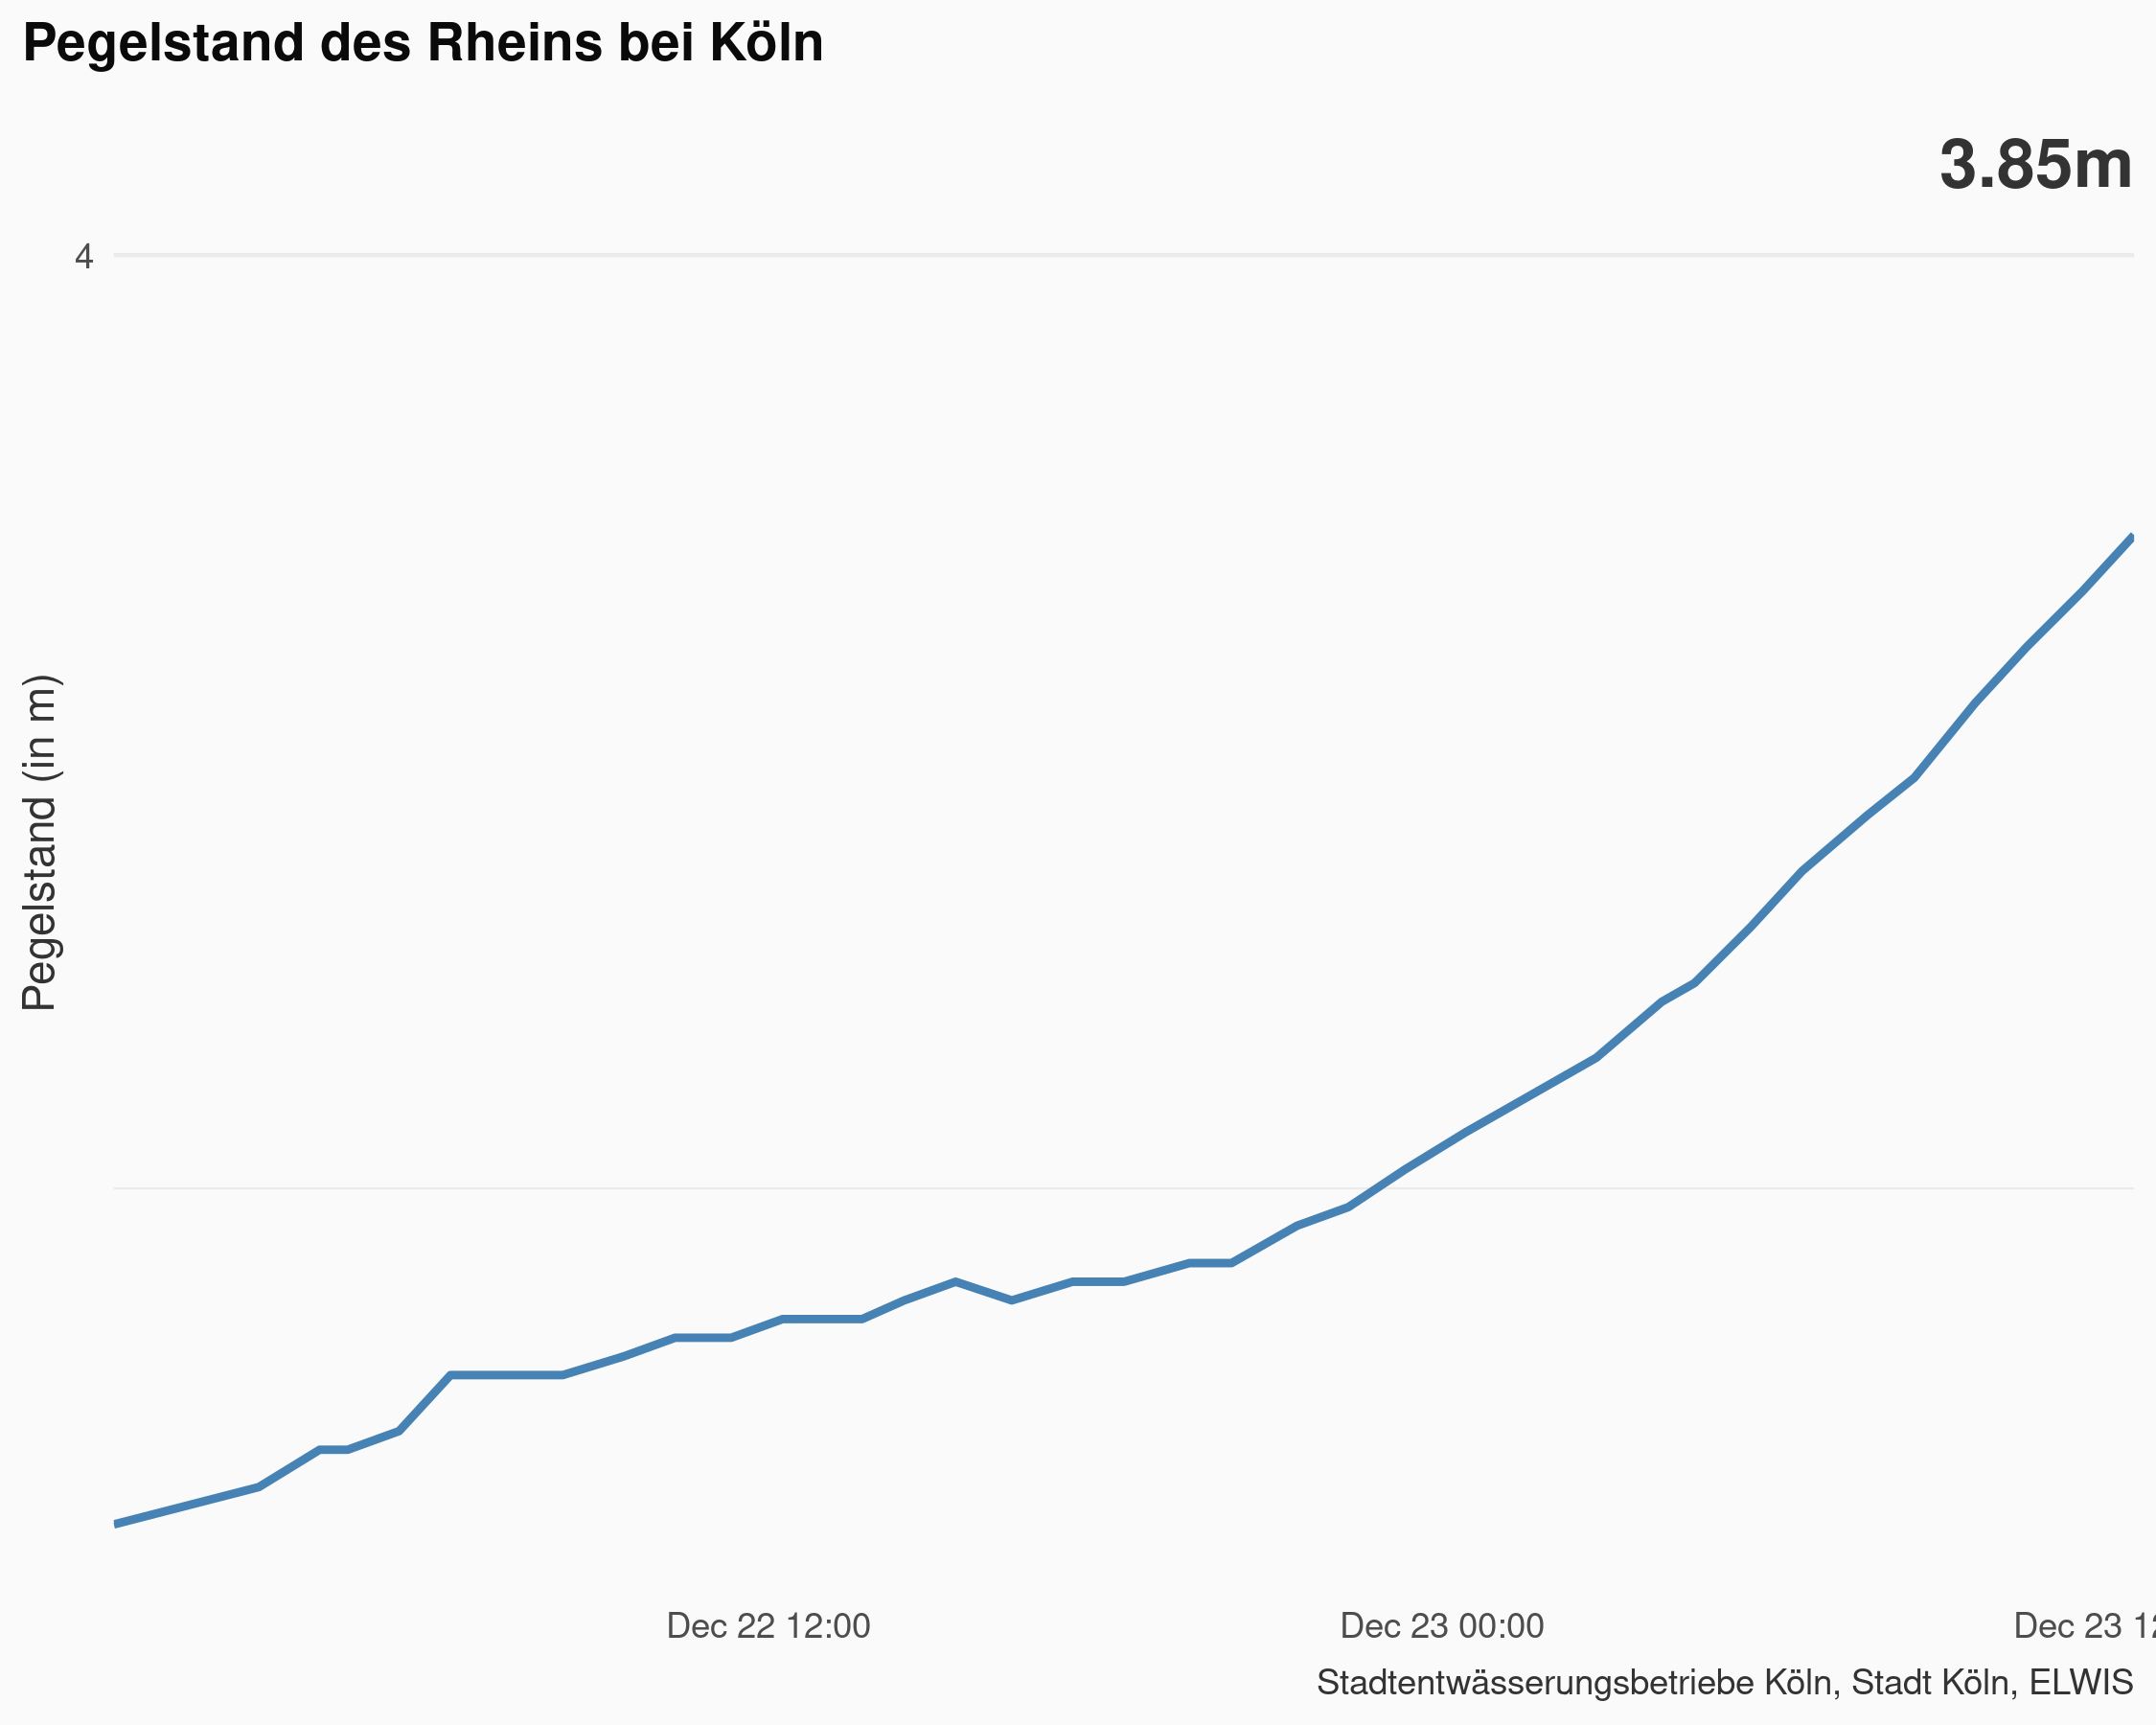 Pegelstand des Rheins bei Köln
3.85m
4
Pegelstand (in m)
Dec 22 12:00
Dec 23 00:00
Dec 23 12
Stadtentwässerungsbetriebe Köln, Stadt Köln, ELWIS